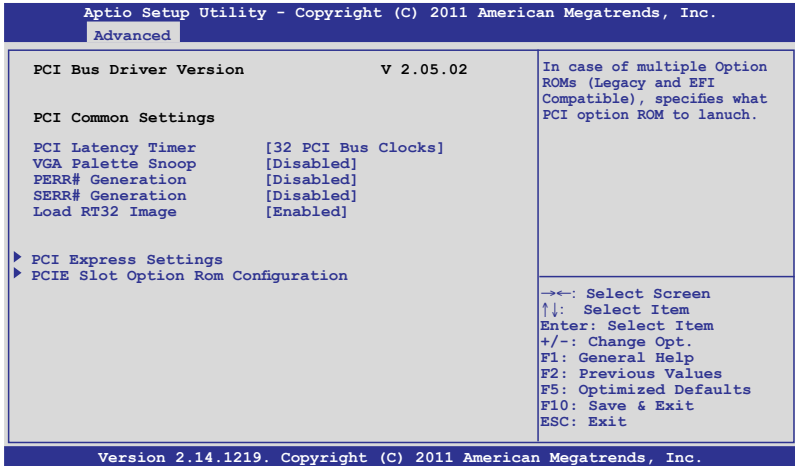 Aptio Setup Utility - Copyright (C) 2011 American Megatrends, Inc.
Advanced
PCI Bus Driver Version V 2.05.02
PCI Common Settings
PCI Latency Timer [32 PCI Bus Clocks]
VGA Palette Snoop [Disabled]
PERR# Generation [Disabled]
SERR# Generation [Disabled]
Load RT32 Image [Enabled]
PCI Express Settings
PCIE Slot Option Rom Configuration
In case of multiple Option
ROMs (Legacy and EFI
Compatible), specifies what
PCI option ROM to lanuch.
→←: Select Screen
↑↓: Select Item
Enter: Select Item
+/-: Change Opt.
F1: General Help
F2: Previous Values
F5: Optimized Defaults
F10: Save & Exit
ESC: Exit
Version 2.14.1219. Copyright (C) 2011 American Megatrends, Inc.